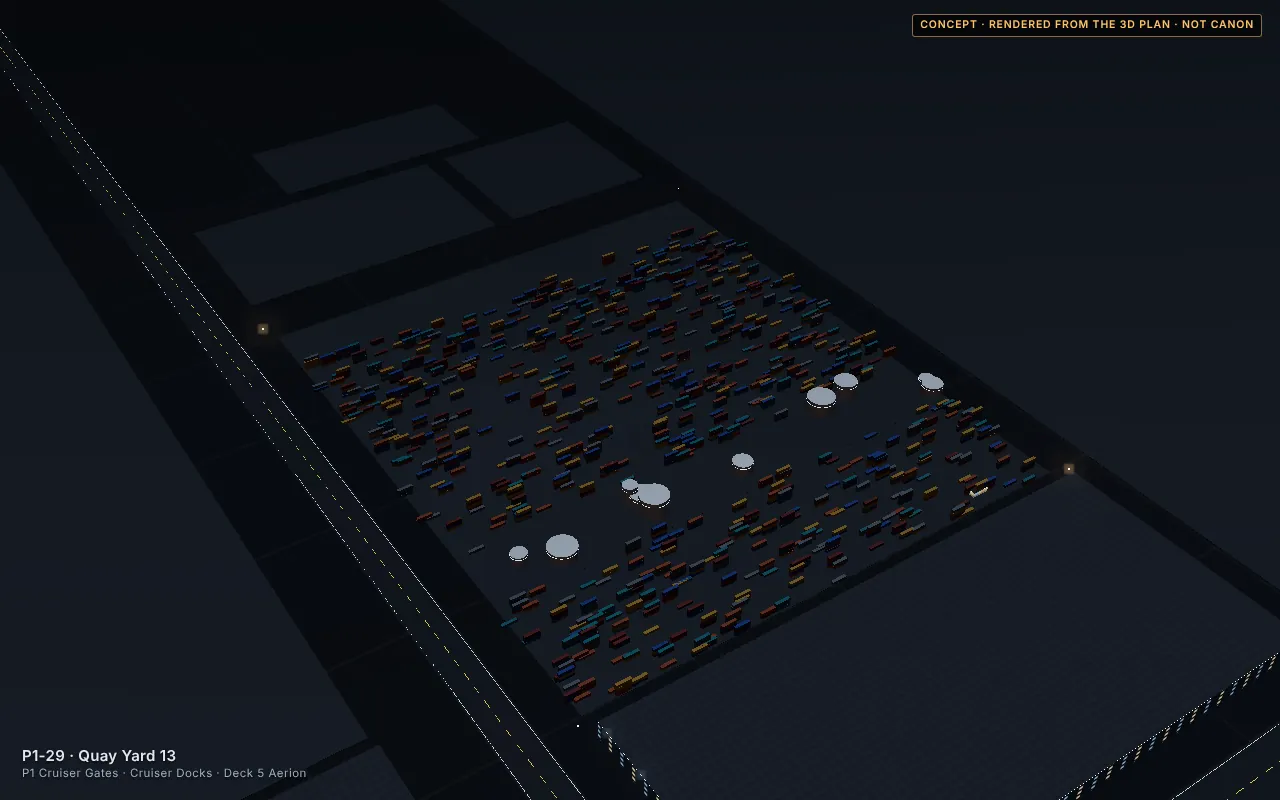 CONCEPT · RENDERED FROM THE 3D PLAN · NOT CANON
P1-29 · Quay Yard 13
P1 Cruiser Gates · Cruiser Docks · Deck 5 Aerion